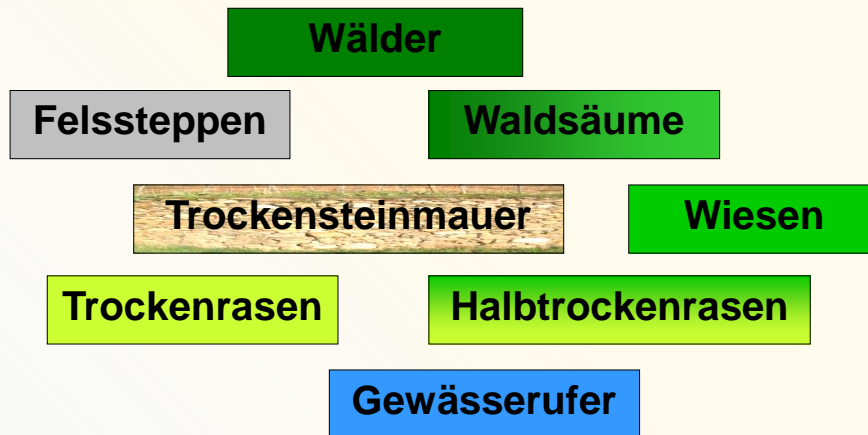 Wälder
Felssteppen
Waldsäume
Trockensteinmauer
Wiesen
Trockenrasen
Halbtrockenrasen
Gewässerufer